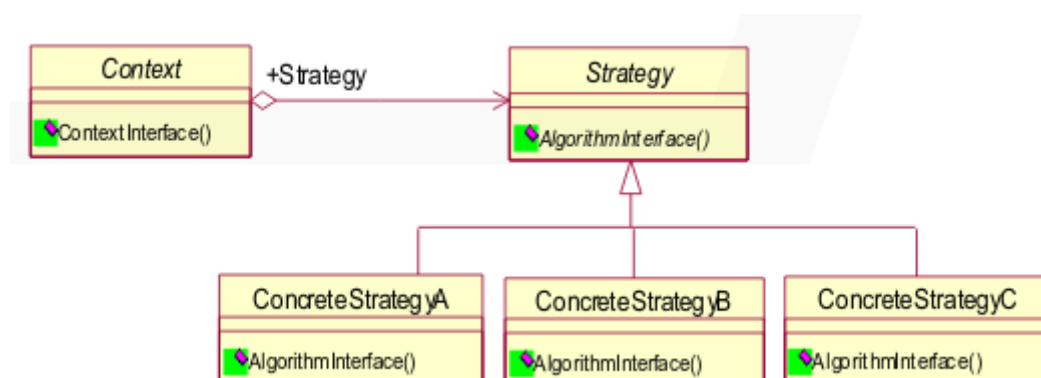 Context
+Strategy
Strategy
ContextInterface()
AlgorithmInterface()
ConcreteStrategyA
ConcreteStrategyB
ConcreteStrategyC
AlgorithmInterface()
AlgorithmInterface()
AlgorithmInterface()